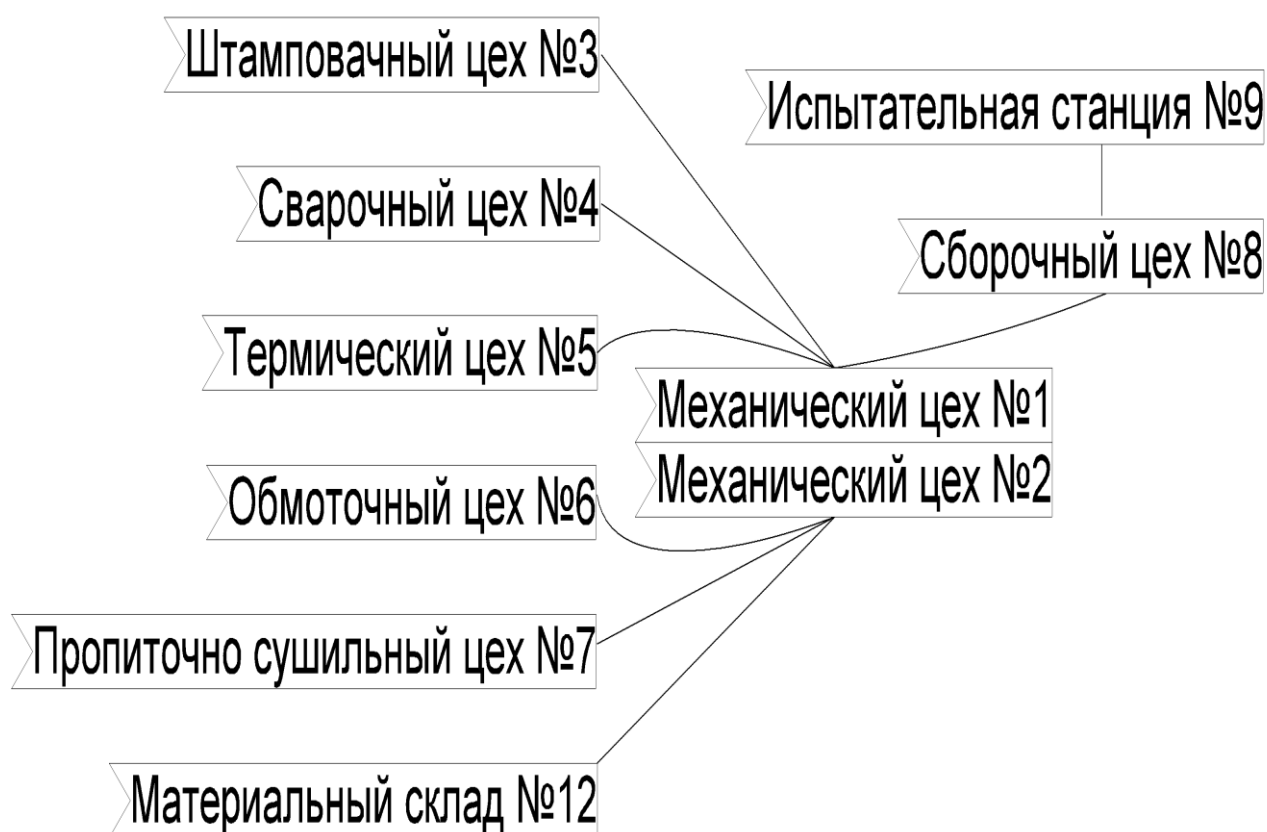 Штамповачный цех №3
Испытательная станция №9
Сварочный цех №4
Сборочный цех №8
Термический цех №5
Механический цех №1
Механический цех №2
Обмоточный цех №6
Пропиточно сушильный цех №7
Материальный склад №12